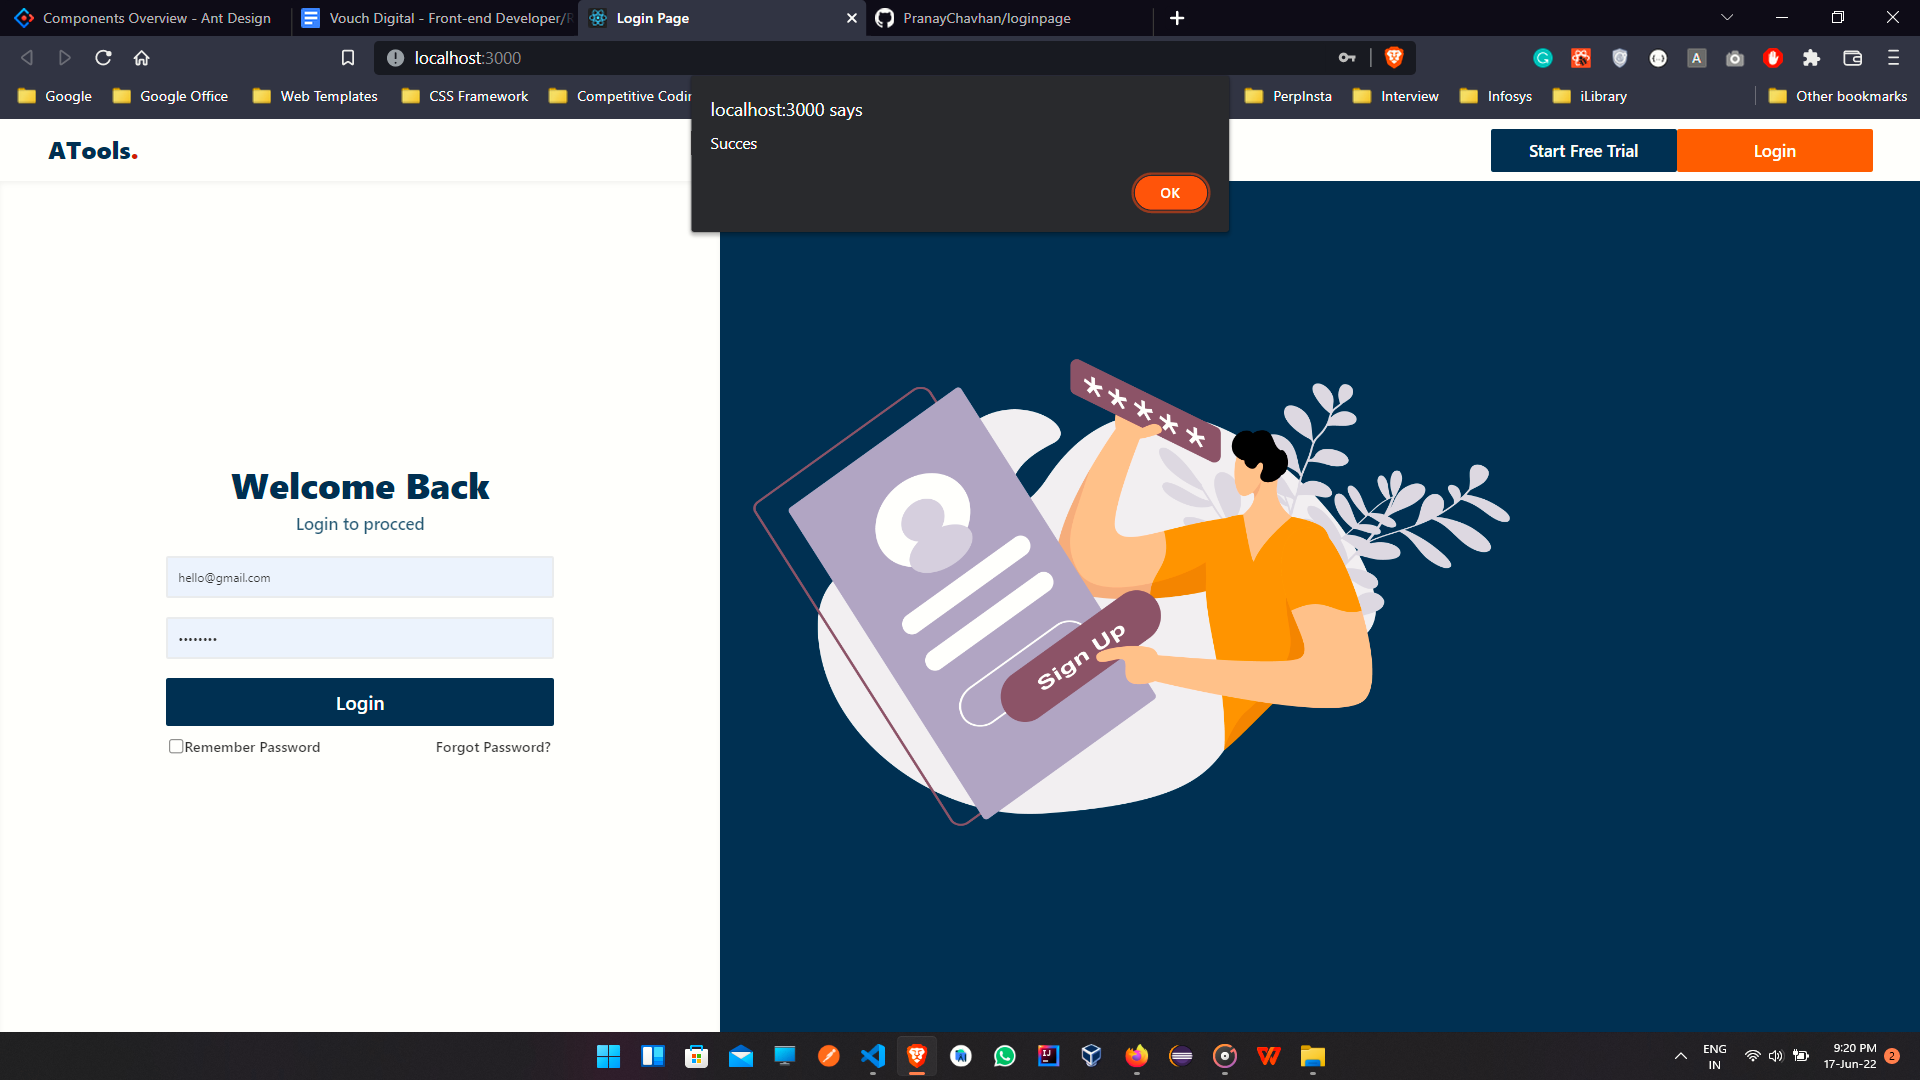 Components Overview - Ant Design
Vouch Digital - Front-end Developer/R
Login Page
PranayChavhan/loginpage
localhost:3000
Google
Google Office
Web Templates
CSS Framework
Competitive Codin
PerpInsta
Interview
Infosys
iLibrary
Other bookmarks
localhost:3000 says
Succes
OK
ATools.
Start Free Trial
Login
Welcome Back
Login to procced
hello@gmail.com
••••••••
Login
Remember Password
Forgot Password?
* * * * *
Sign Up
ENG
IN
9:20 PM
17-Jun-22
2